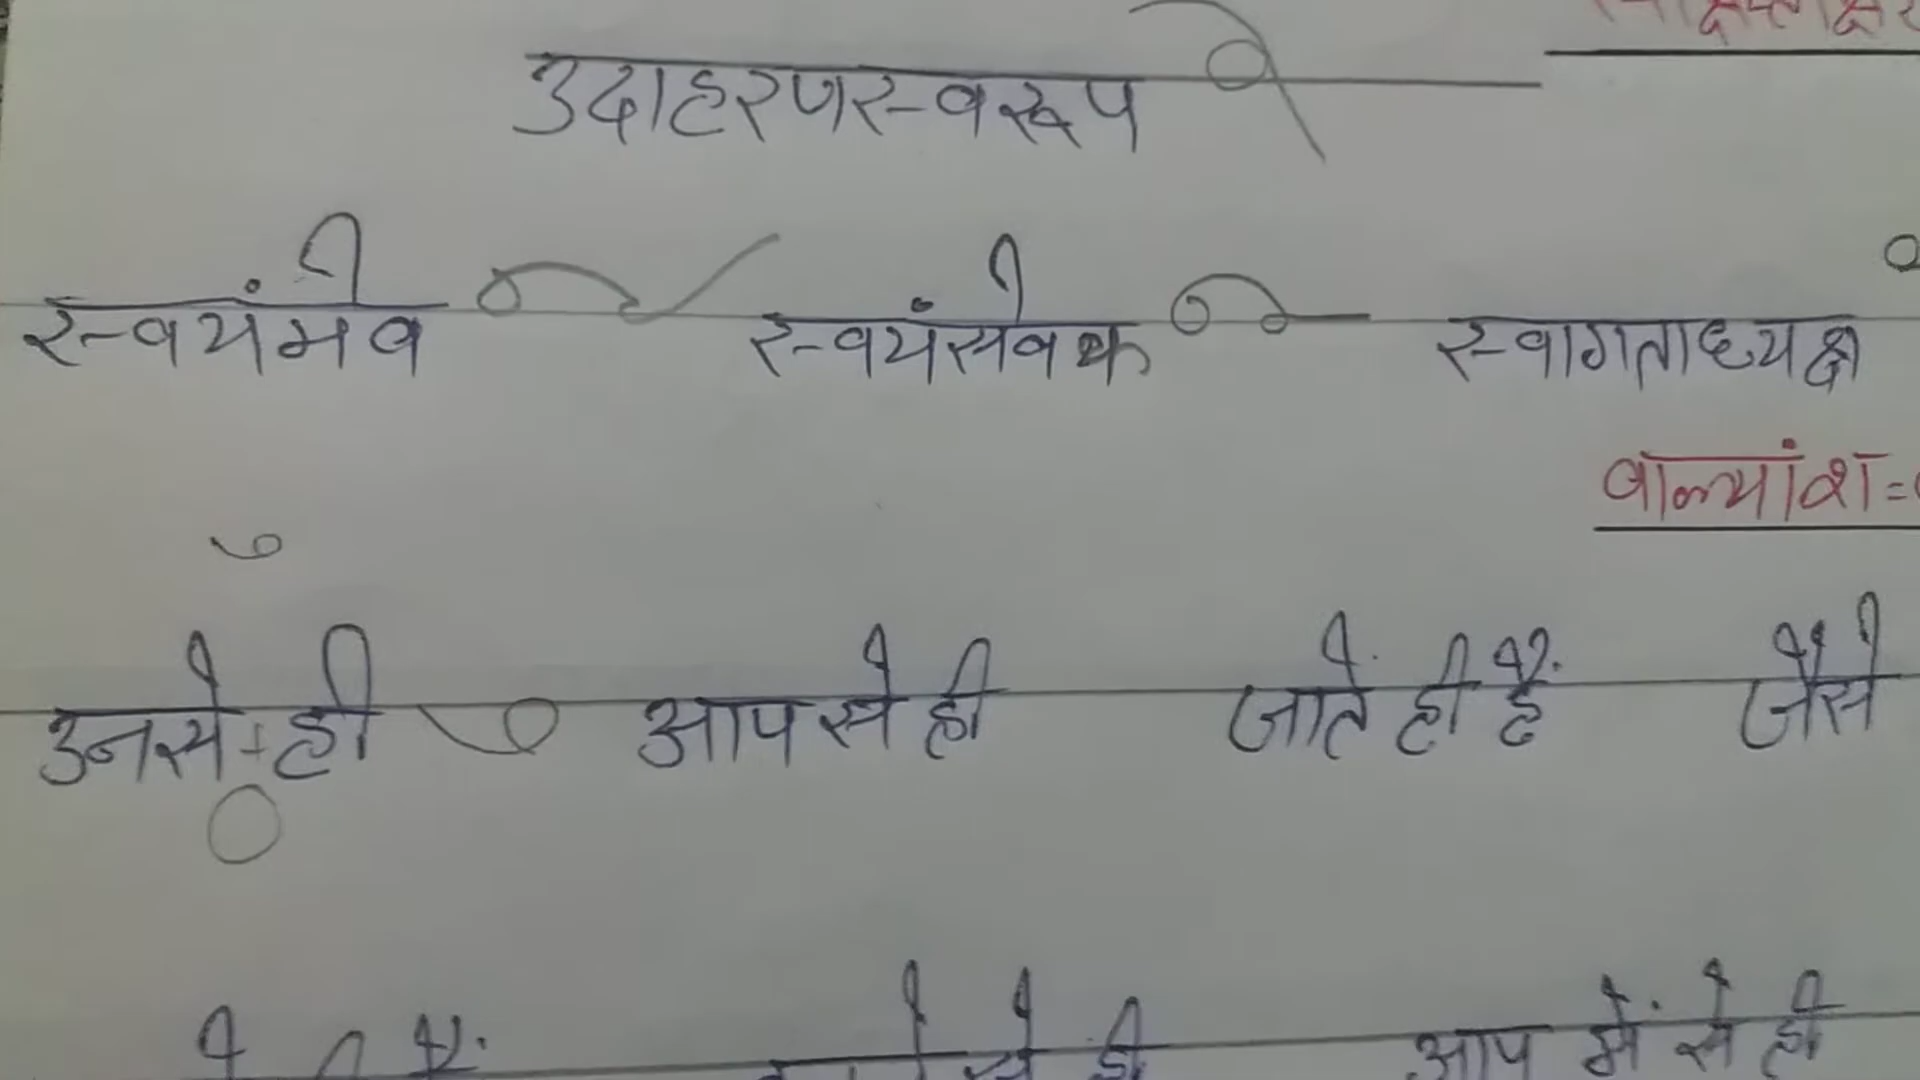 उदाहरणस्वरूप
स्वयंमेव स्वयंसेवक स्वागताध्यक्ष
वाक्यांश =
उनसे ही आपसे ही जाते ही हैं जैसे
से ही आप में से ही